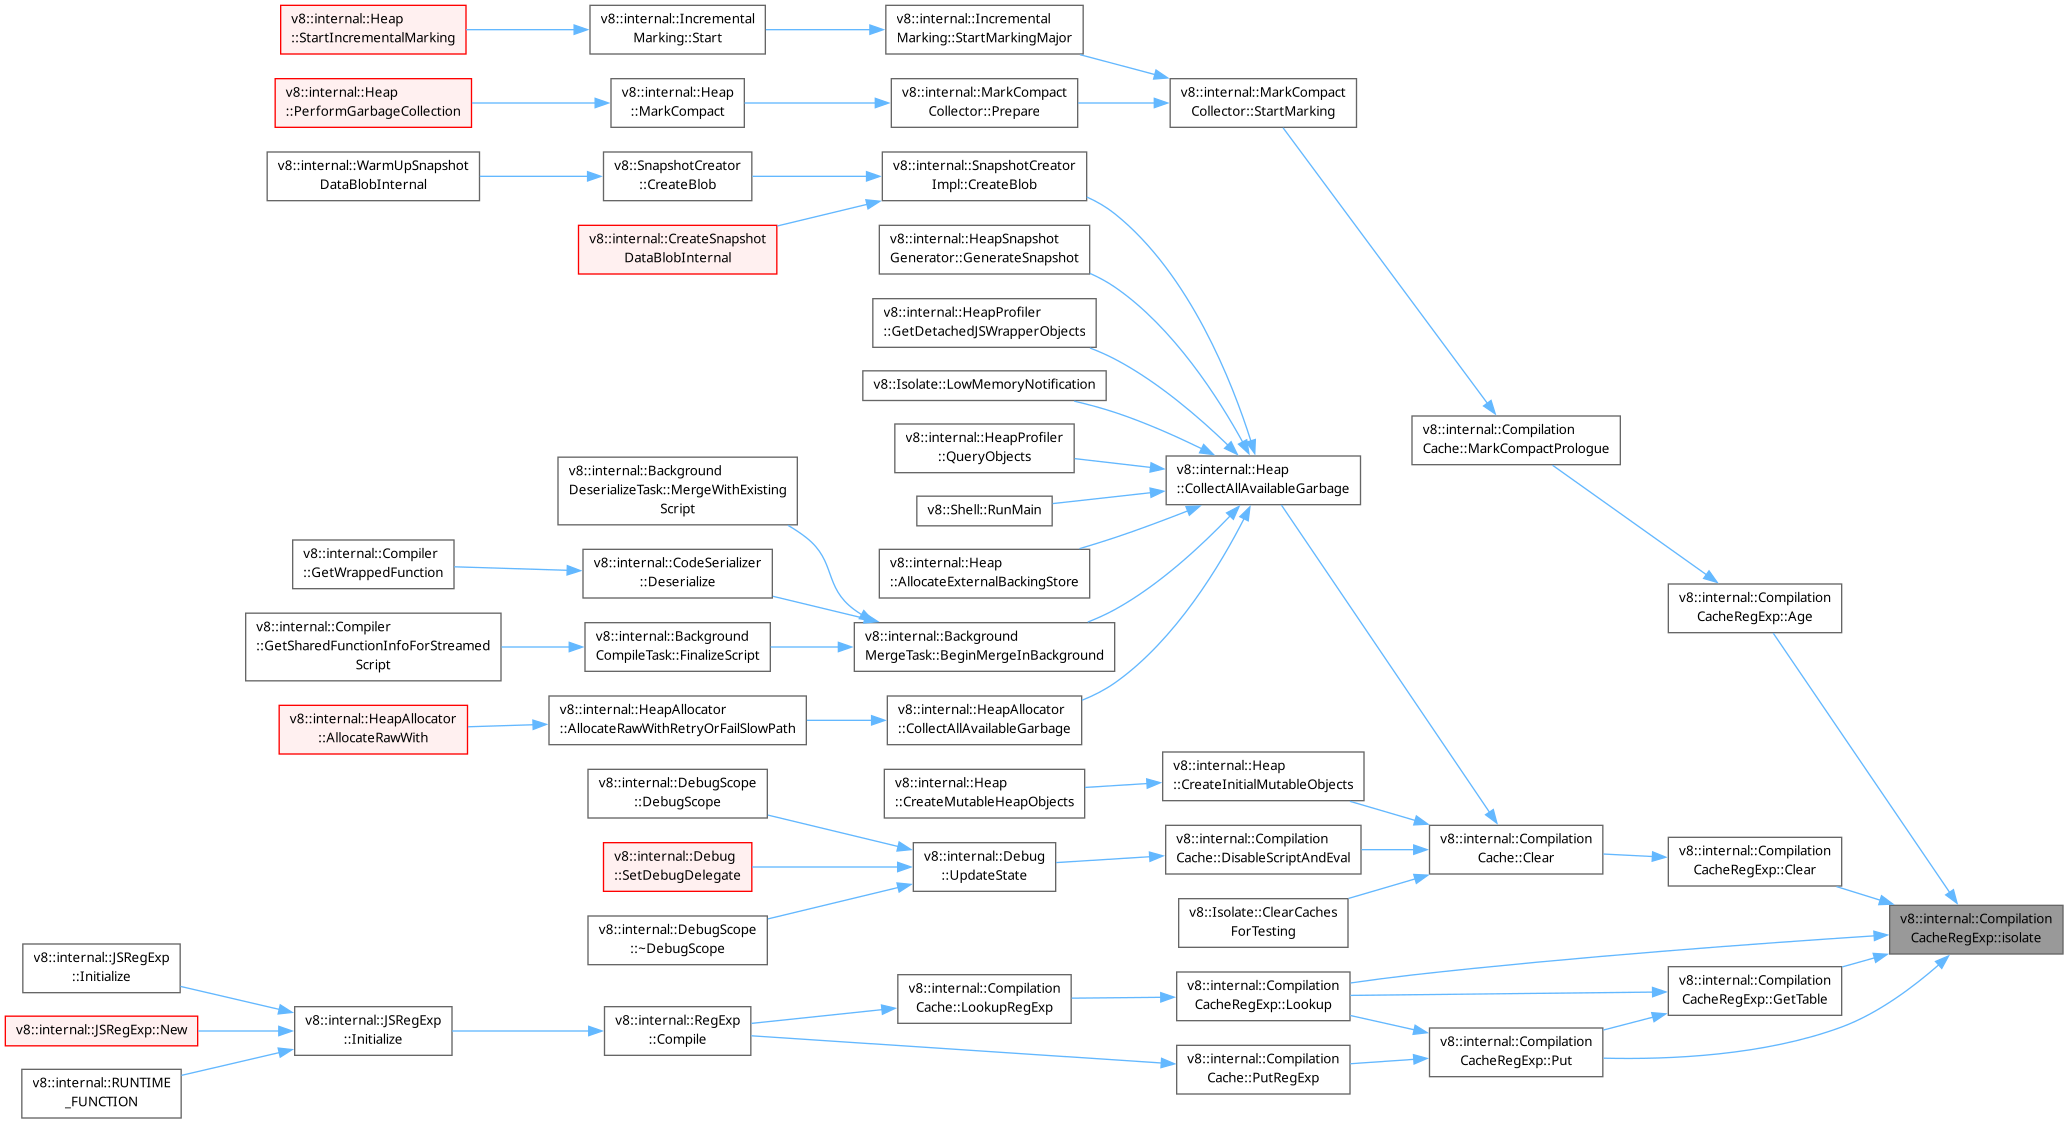 v8::internal::Heap
::StartIncrementalMarking
v8::internal::Incremental
Marking::Start
v8::internal::Incremental
Marking::StartMarkingMajor
v8::internal::Heap
::PerformGarbageCollection
v8::internal::Heap
::MarkCompact
v8::internal::MarkCompact
Collector::Prepare
v8::internal::MarkCompact
Collector::StartMarking
v8::internal::WarmUpSnapshot
DataBlobInternal
v8::SnapshotCreator
::CreateBlob
v8::internal::SnapshotCreator
Impl::CreateBlob
v8::internal::CreateSnapshot
DataBlobInternal
v8::internal::HeapSnapshot
Generator::GenerateSnapshot
v8::internal::HeapProfiler
::GetDetachedJSWrapperObjects
v8::Isolate::LowMemoryNotification
v8::internal::HeapProfiler
::QueryObjects
v8::internal::Compilation
Cache::MarkCompactPrologue
v8::internal::Background
DeserializeTask::MergeWithExisting
Script
v8::Shell::RunMain
v8::internal::Heap
::CollectAllAvailableGarbage
v8::internal::Compiler
::GetWrappedFunction
v8::internal::CodeSerializer
::Deserialize
v8::internal::Heap
::AllocateExternalBackingStore
v8::internal::Compilation
CacheRegExp::Age
v8::internal::Compiler
::GetSharedFunctionInfoForStreamed
Script
v8::internal::Background
CompileTask::FinalizeScript
v8::internal::Background
MergeTask::BeginMergeInBackground
v8::internal::HeapAllocator
::AllocateRawWith
v8::internal::HeapAllocator
::AllocateRawWithRetryOrFailSlowPath
v8::internal::HeapAllocator
::CollectAllAvailableGarbage
v8::internal::DebugScope
::DebugScope
v8::internal::Heap
::CreateMutableHeapObjects
v8::internal::Heap
::CreateInitialMutableObjects
v8::internal::Debug
::SetDebugDelegate
v8::internal::Debug
::UpdateState
v8::internal::Compilation
Cache::DisableScriptAndEval
v8::internal::Compilation
Cache::Clear
v8::internal::Compilation
CacheRegExp::Clear
v8::internal::DebugScope
::~DebugScope
v8::Isolate::ClearCaches
ForTesting
v8::internal::Compilation
CacheRegExp::isolate
v8::internal::JSRegExp
::Initialize
v8::internal::Compilation
Cache::LookupRegExp
v8::internal::Compilation
CacheRegExp::Lookup
v8::internal::Compilation
CacheRegExp::GetTable
v8::internal::JSRegExp::New
v8::internal::JSRegExp
::Initialize
v8::internal::RegExp
::Compile
v8::internal::Compilation
CacheRegExp::Put
v8::internal::RUNTIME
_FUNCTION
v8::internal::Compilation
Cache::PutRegExp